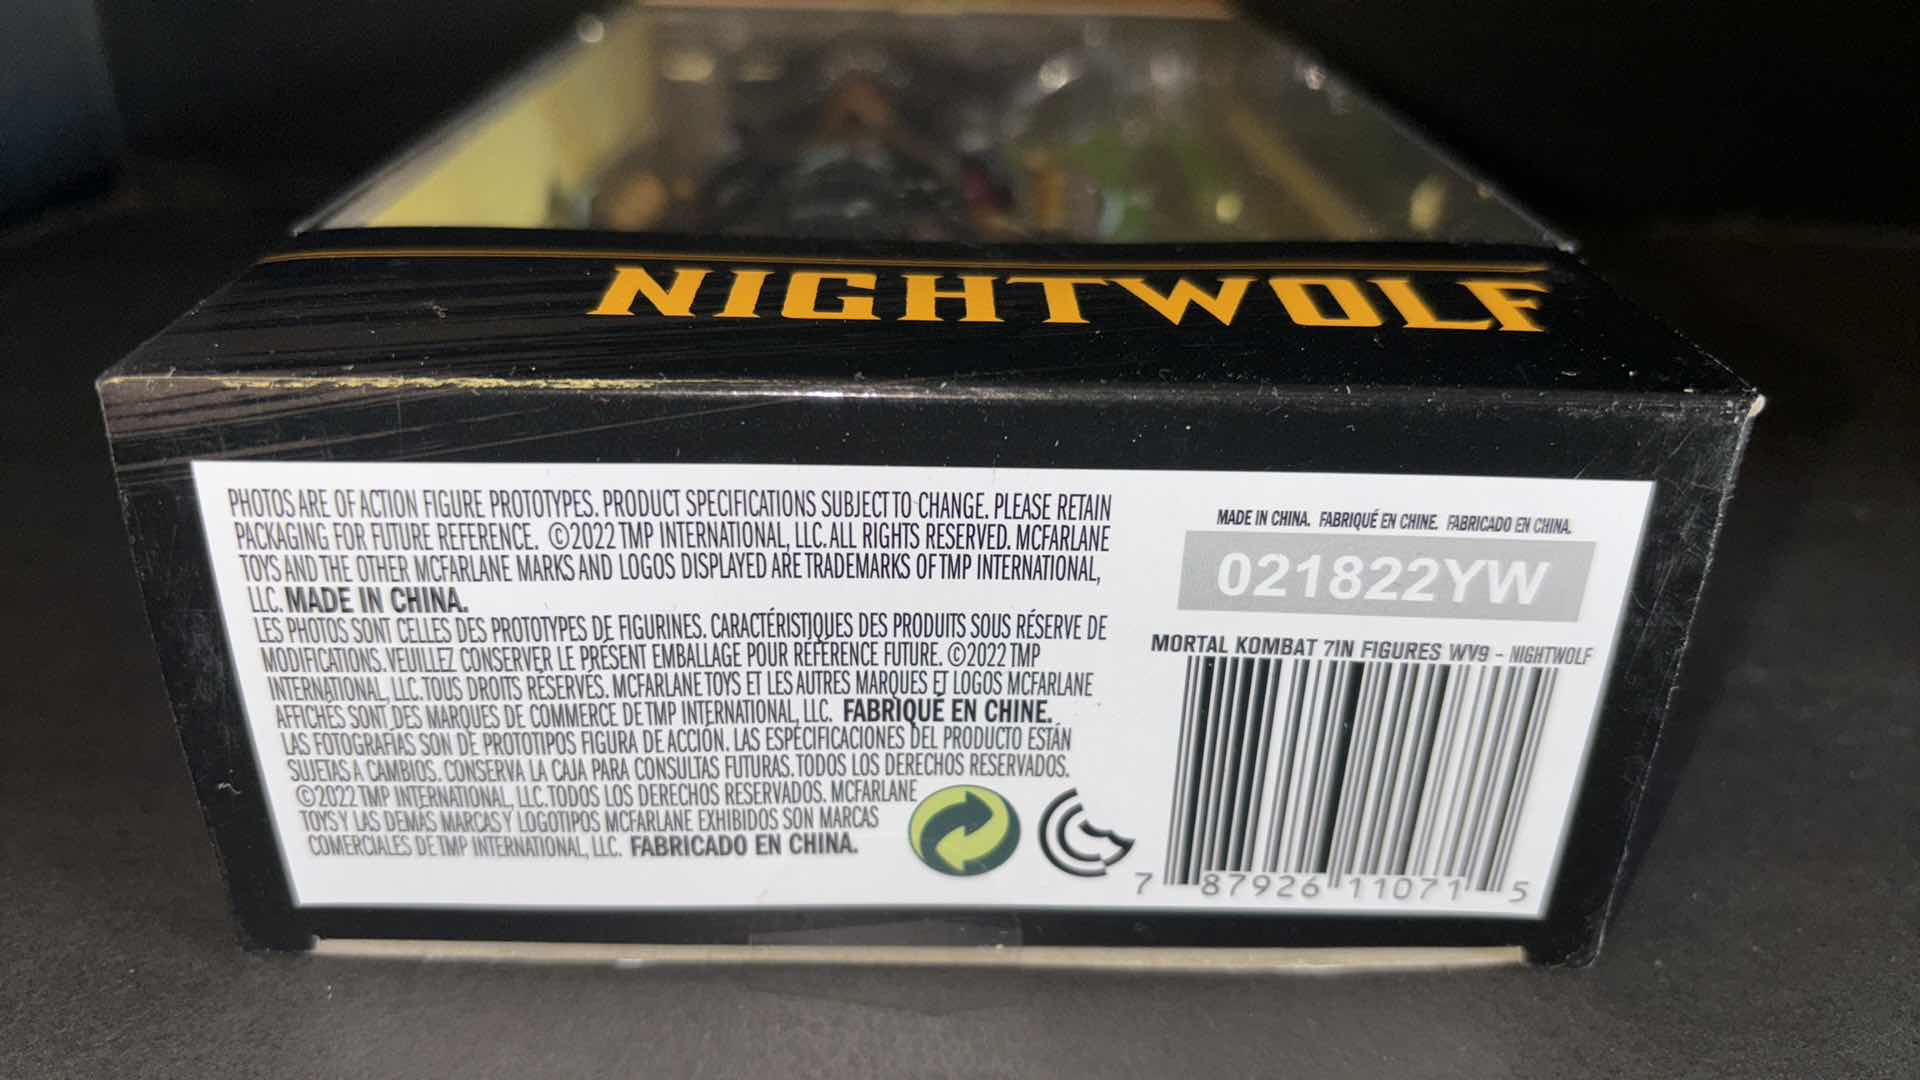 NIGHTWOLF
PHOTOS ARE OF ACTION FIGURE PROTOTYPES. PRODUCT SPECIFICATIONS SUBJECT TO CHANGE. PLEASE RETAIN
PACKAGING FOR FUTURE REFERENCE. ©2022 TMP INTERNATIONAL, LLC. ALL RIGHTS RESERVED. MCFARLANE
TOYS AND THE OTHER MCFARLANE MARKS AND LOGOS DISPLAYED ARE TRADEMARKS OF TMP INTERNATIONAL,
LLC. MADE IN CHINA.
LES PHOTOS SONT CELLES DES PROTOTYPES DE FIGURINES. CARACTÉRISTIQUES DES PRODUITS SOUS RÉSERVE DE
MODIFICATIONS. VEUILLEZ CONSERVER LE PRÉSENT EMBALLAGE POUR RÉFÉRENCE FUTURE. ©2022 TMP
INTERNATIONAL, LLC. TOUS DROITS RÉSERVÉS. MCFARLANE TOYS ET LES AUTRES MARQUES ET LOGOS MCFARLANE
AFFICHÉS SONT DES MARQUES DE COMMERCE DE TMP INTERNATIONAL, LLC. FABRIQUÉ EN CHINE.
LAS FOTOGRAFÍAS SON DE PROTOTIPOS FIGURA DE ACCIÓN. LAS ESPECIFICACIONES DEL PRODUCTO ESTÁN
SUJETAS A CAMBIOS. CONSERVA LA CAJA PARA CONSULTAS FUTURAS. TODOS LOS DERECHOS RESERVADOS.
©2022 TMP INTERNATIONAL, LLC. TODOS LOS DERECHOS RESERVADOS. MCFARLANE
TOYS Y LAS DEMÁS MARCAS Y LOGOTIPOS MCFARLANE EXHIBIDOS SON MARCAS
COMERCIALES DE TMP INTERNATIONAL, LLC. FABRICADO EN CHINA.
MADE IN CHINA. FABRIQUÉ EN CHINE. FABRICADO EN CHINA.
021822YW
MORTAL KOMBAT 7IN FIGURES WV9 - NIGHTWOLF
7 87926 11071 5